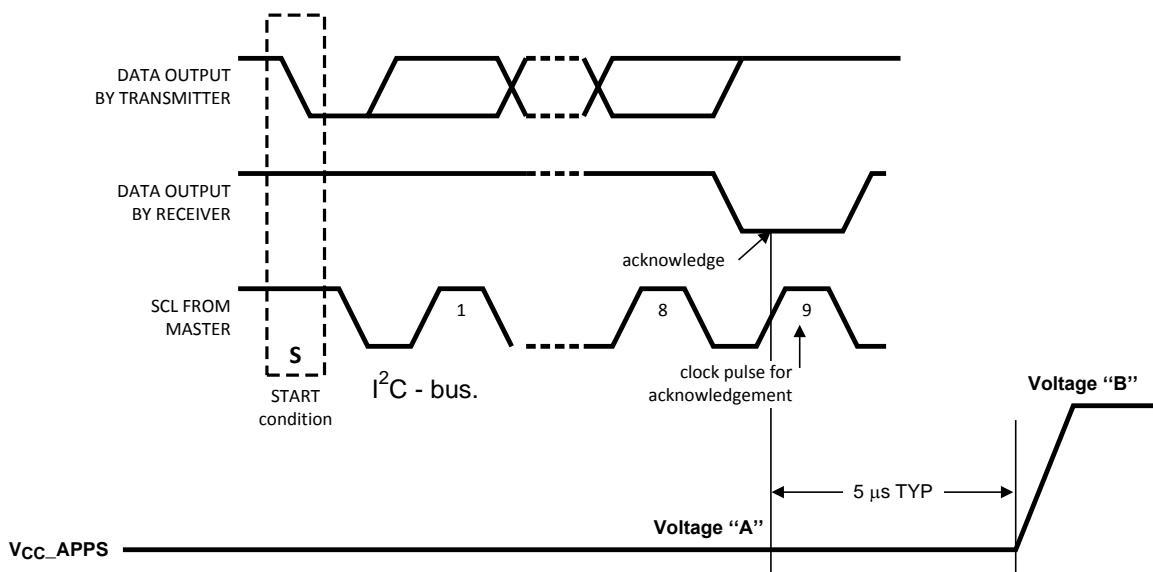 DATA OUTPUT
BY TRANSMITTER
DATA OUTPUT
BY RECEIVER
acknowledge
SCL FROM
MASTER
1
8
9
S
START
condition
I²C - bus.
clock pulse for
acknowledgement
Voltage “B”
5 μs TYP
Voltage “A”
VCC_APPS